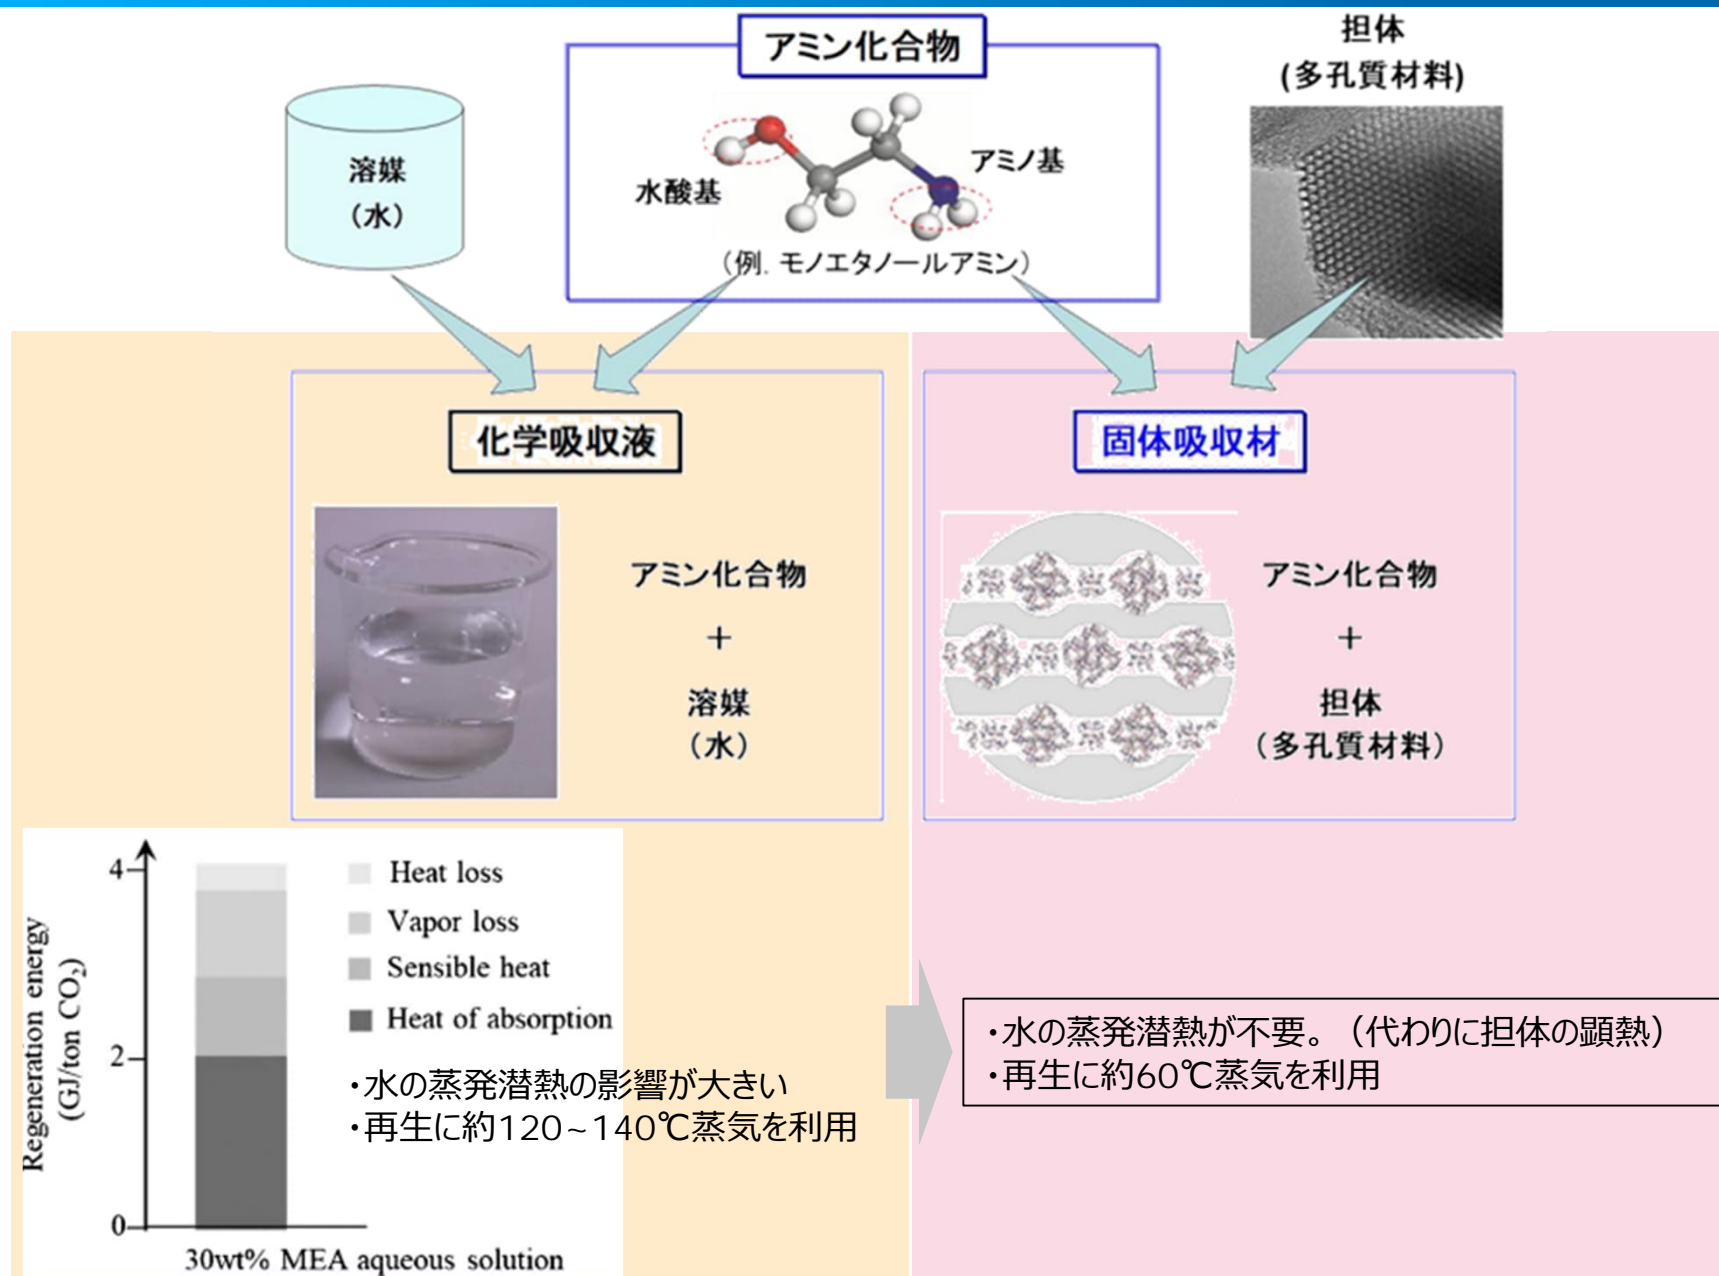 アミン化合物
担体
(多孔質材料)
溶媒
(水)
水酸基
アミノ基
(例. モノエタノールアミン)
化学吸収液
アミン化合物
+
溶媒
(水)
固体吸収材
アミン化合物
+
担体
(多孔質材料)
Regeneration energy
(GJ/ton CO₂)
4
2
0
Heat loss
Vapor loss
Sensible heat
Heat of absorption
30wt% MEA aqueous solution
・水の蒸発潜熱の影響が大きい
・再生に約120~140℃蒸気を利用
・水の蒸発潜熱が不要。（代わりに担体の顕熱）
・再生に約60℃蒸気を利用